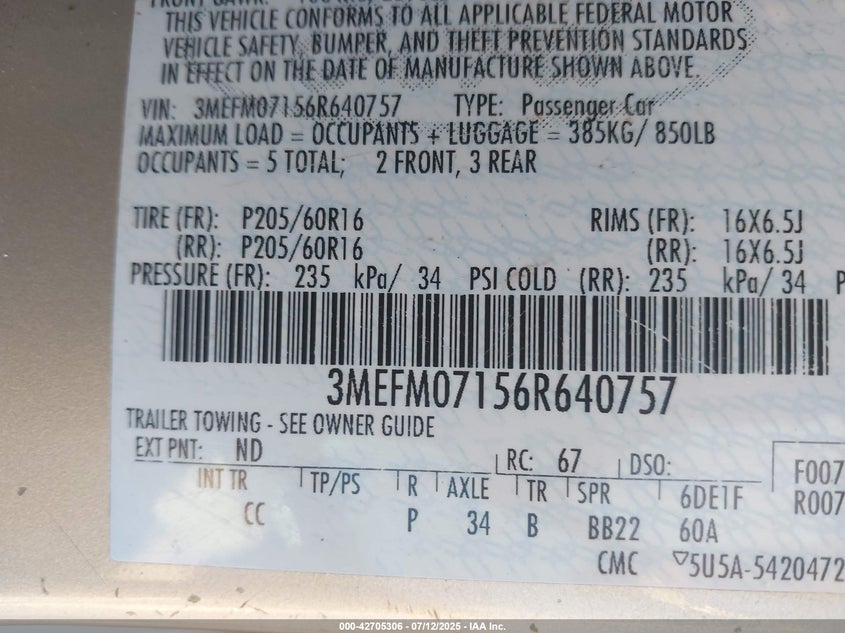 THIS VEHICLE CONFORMS TO ALL APPLICABLE FEDERAL MOTOR
VEHICLE SAFETY, BUMPER, AND THEFT PREVENTION STANDARDS
IN EFFECT ON THE DATE OF MANUFACTURE SHOWN ABOVE.
VIN: 3MEFM07156R640757 TYPE: Passenger Car
MAXIMUM LOAD = OCCUPANTS + LUGGAGE = 385KG/ 850LB
OCCUPANTS = 5 TOTAL; 2 FRONT, 3 REAR
TIRE (FR): P205/60R16 RIMS (FR): 16X6.5J
(RR): P205/60R16 (RR): 16X6.5J
PRESSURE (FR): 235 kPa/ 34 PSI COLD (RR): 235 kPa/ 34 P
3MEFM07156R640757
TRAILER TOWING - SEE OWNER GUIDE
EXT PNT: ND RC: 67 DSO:
INT TR TP/PS R AXLE TR SPR 6DE1F F007
CC P 34 B BB22 60A R007
CMC ▽5U5A-5420472
000-42705306 - 07/12/2025 - IAA Inc.